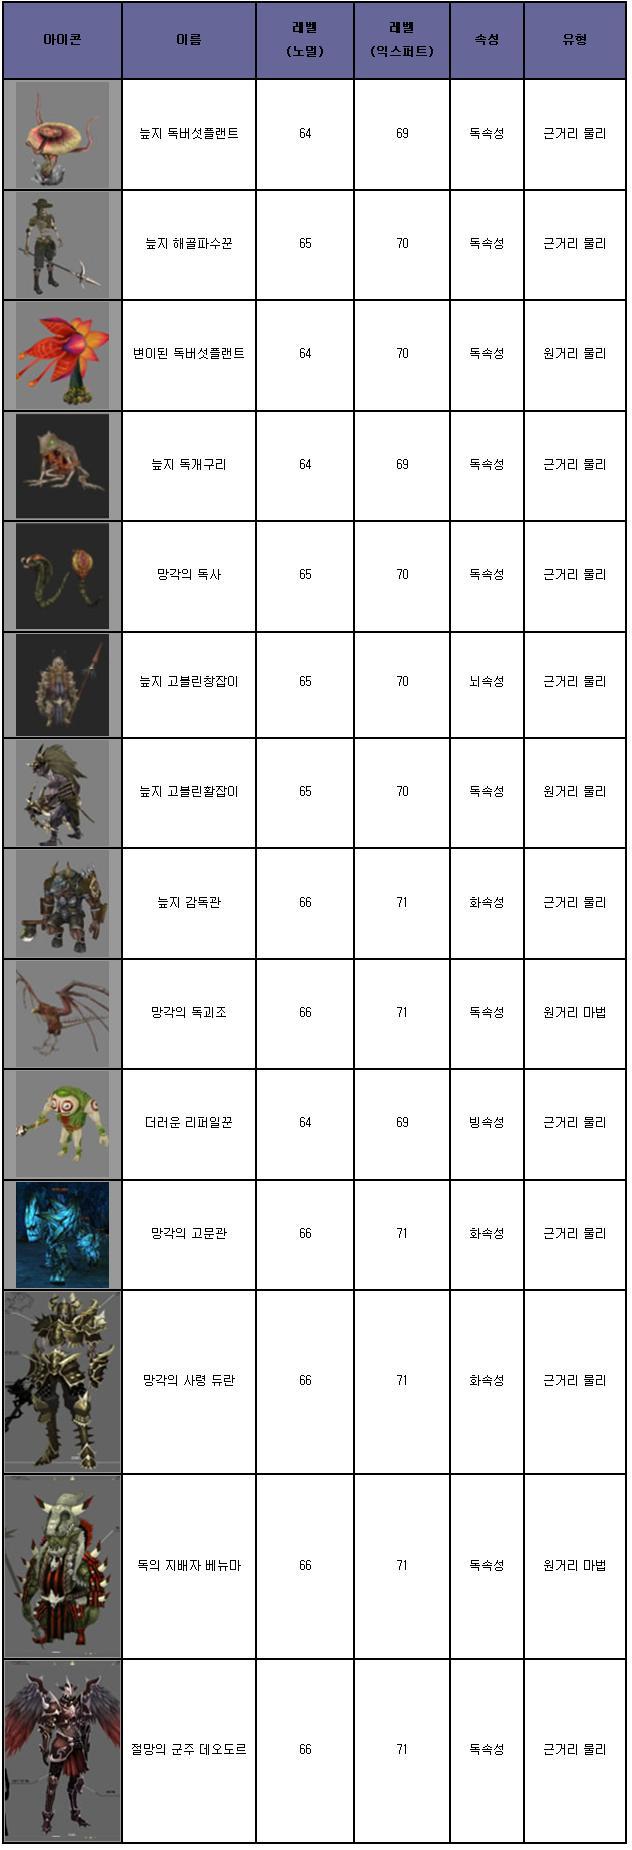 아이콘 이름 레벨 (노멀) 레벨 (익스퍼트) 속성 유형
늪지 독버섯플랜트 64 69 독속성 근거리 물리
늪지 해골파수꾼 65 70 독속성 근거리 물리
변이된 독버섯플랜트 64 70 독속성 원거리 물리
늪지 독개구리 64 69 독속성 근거리 물리
망각의 독사 65 70 독속성 근거리 물리
늪지 고블린창잡이 65 70 뇌속성 근거리 물리
늪지 고블린활잡이 65 70 독속성 원거리 물리
늪지 감독관 66 71 화속성 근거리 물리
망각의 독괴조 66 71 독속성 원거리 마법
더러운 리퍼일꾼 64 69 빙속성 근거리 물리
망각의 고문관 66 71 화속성 근거리 물리
망각의 사령 듀란 66 71 화속성 근거리 물리
독의 지배자 베뉴마 66 71 독속성 원거리 마법
절망의 군주 데오도르 66 71 독속성 근거리 물리